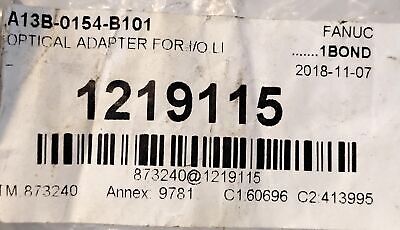 A13B-0154-B101 FANUC
OPTICAL ADAPTER FOR I/O LI .......1BOND
2018-11-07
1219115
873240@1219115
TM: 873240 Annex: 9781 C1:60696 C2:413995